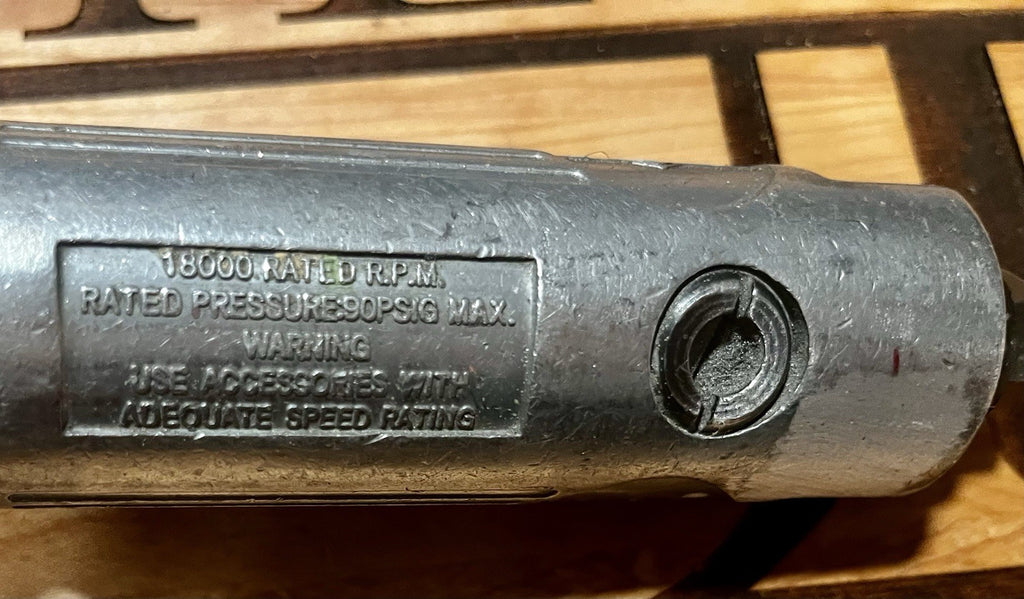 18000 RATED R.P.M.
RATED PRESSURE:90PSIG MAX.
WARNING
USE ACCESSORIES WITH
ADEQUATE SPEED RATING